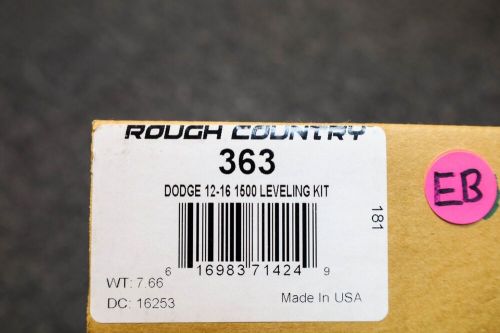 ROUGH COUNTRY
363
DODGE 12-16 1500 LEVELING KIT
6 16983 71424 9
181
WT: 7.66
DC: 16253
Made In USA
EB